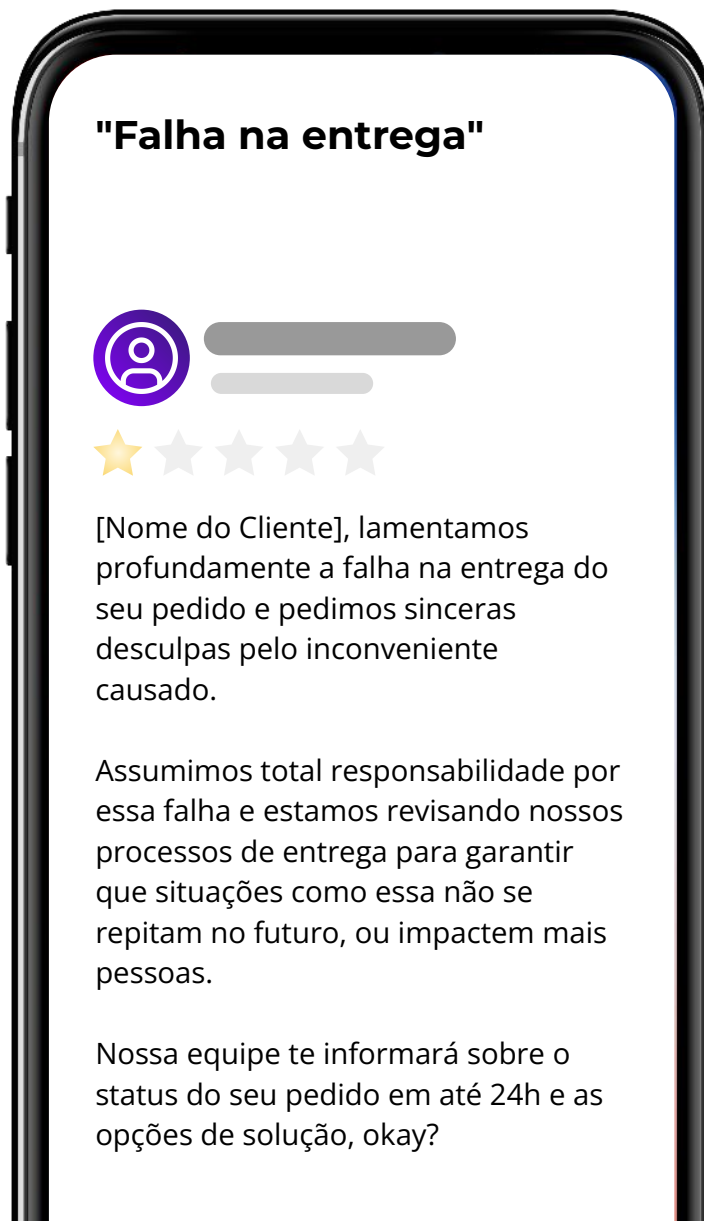 "Falha na entrega"
[Nome do Cliente], lamentamos
profundamente a falha na entrega do
seu pedido e pedimos sinceras
desculpas pelo inconveniente
causado.
Assumimos total responsabilidade por
essa falha e estamos revisando nossos
processos de entrega para garantir
que situações como essa não se
repitam no futuro, ou impactem mais
pessoas.
Nossa equipe te informará sobre o
status do seu pedido em até 24h e as
opções de solução, okay?